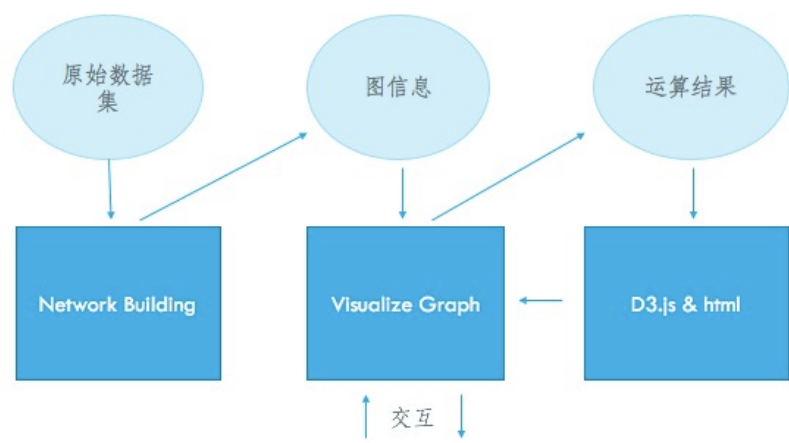 原始数据
集
图信息
运算结果
Network Building
Visualize Graph
D3.js & html
交互